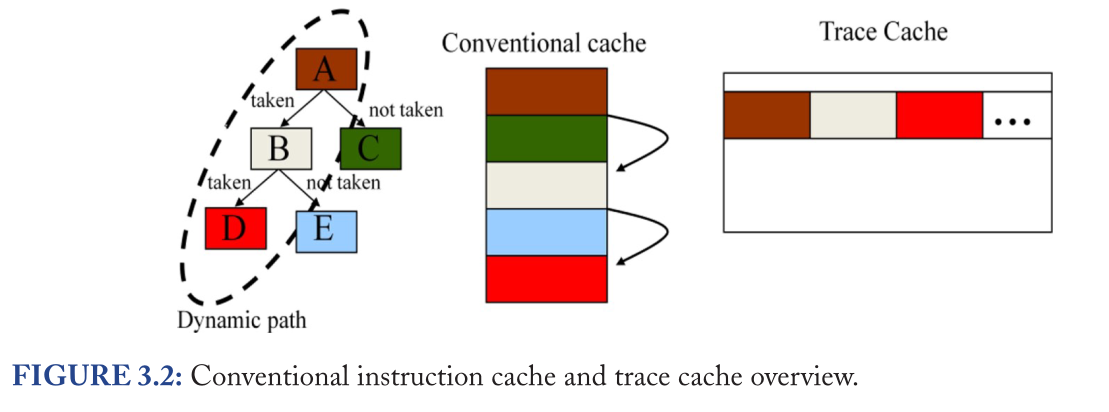 Conventional cache
Trace Cache
A
taken
not taken
B
C
taken
not taken
D
E
...
Dynamic path
FIGURE 3.2: Conventional instruction cache and trace cache overview.